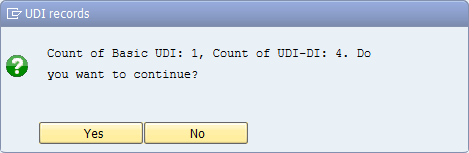 UDI records
Count of Basic UDI: 1, Count of UDI-DI: 4. Do
you want to continue?
Yes
No